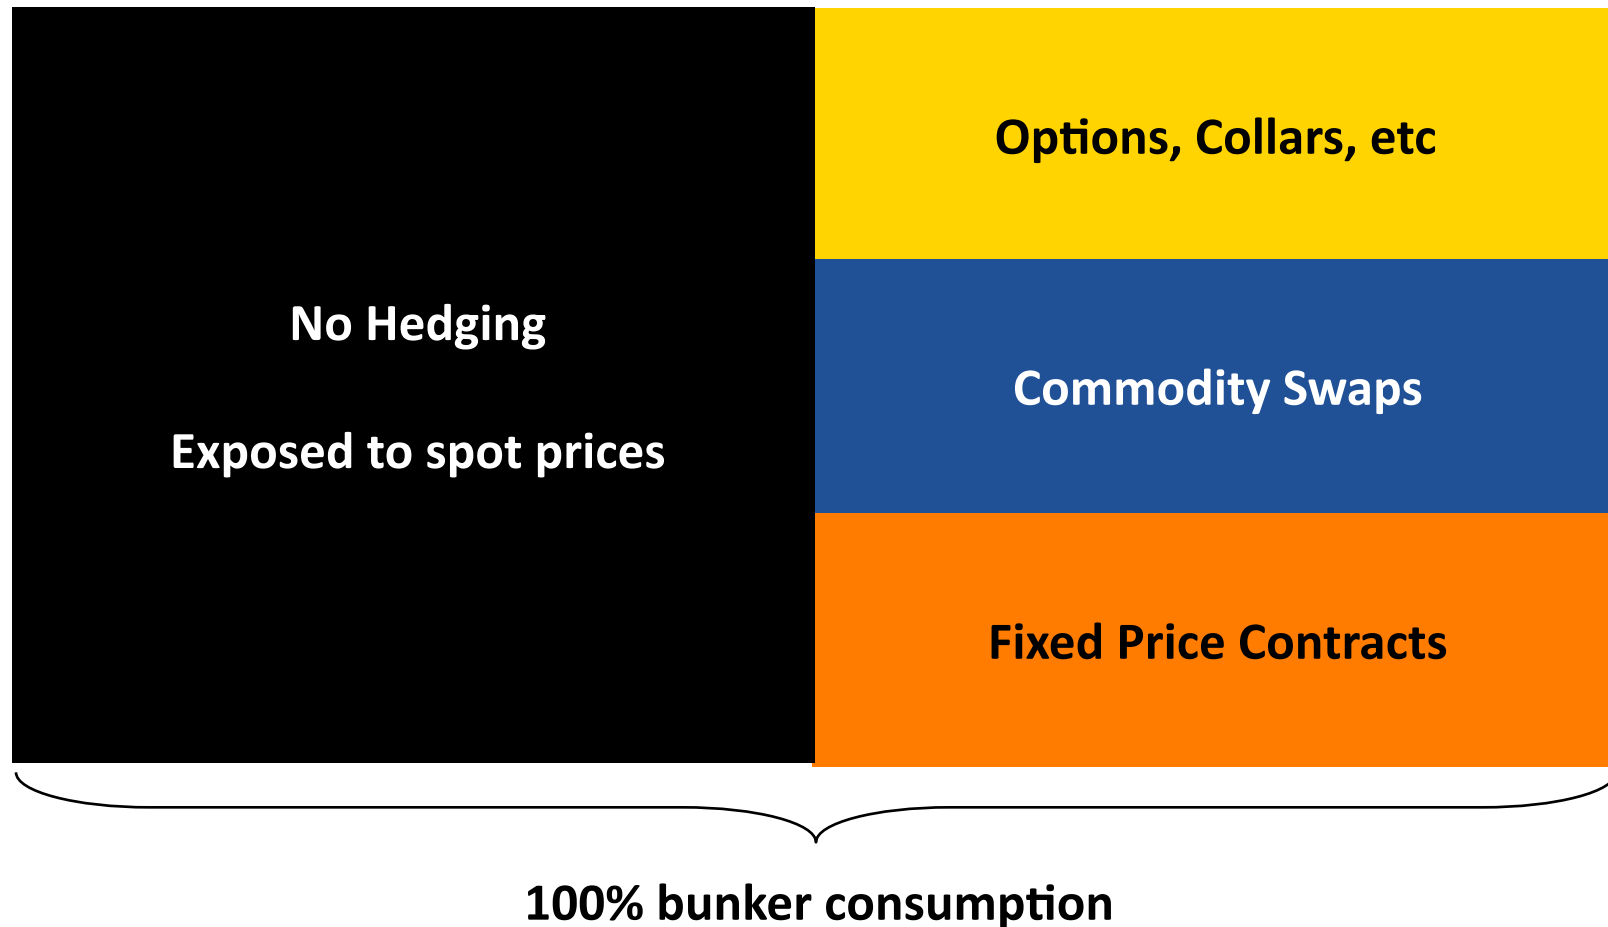 No Hedging
Exposed to spot prices
Options, Collars, etc
Commodity Swaps
Fixed Price Contracts
100% bunker consumption